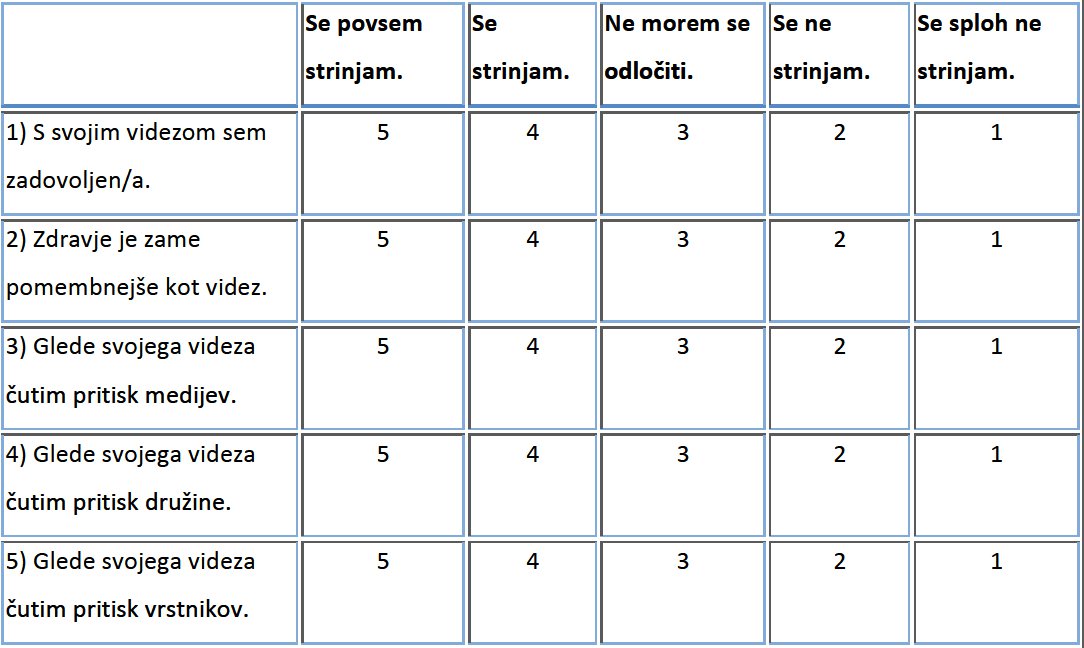 Se povsem strinjam.
Se strinjam.
Ne morem se odločiti.
Se ne strinjam.
Se sploh ne strinjam.
1) S svojim videzom sem
zadovoljen/a.
5 4 3 2 1
2) Zdravje je zame
pomembnejše kot videz.
5 4 3 2 1
3) Glede svojega videza
čutim pritisk medijev.
5 4 3 2 1
4) Glede svojega videza
čutim pritisk družine.
5 4 3 2 1
5) Glede svojega videza
čutim pritisk vrstnikov.
5 4 3 2 1